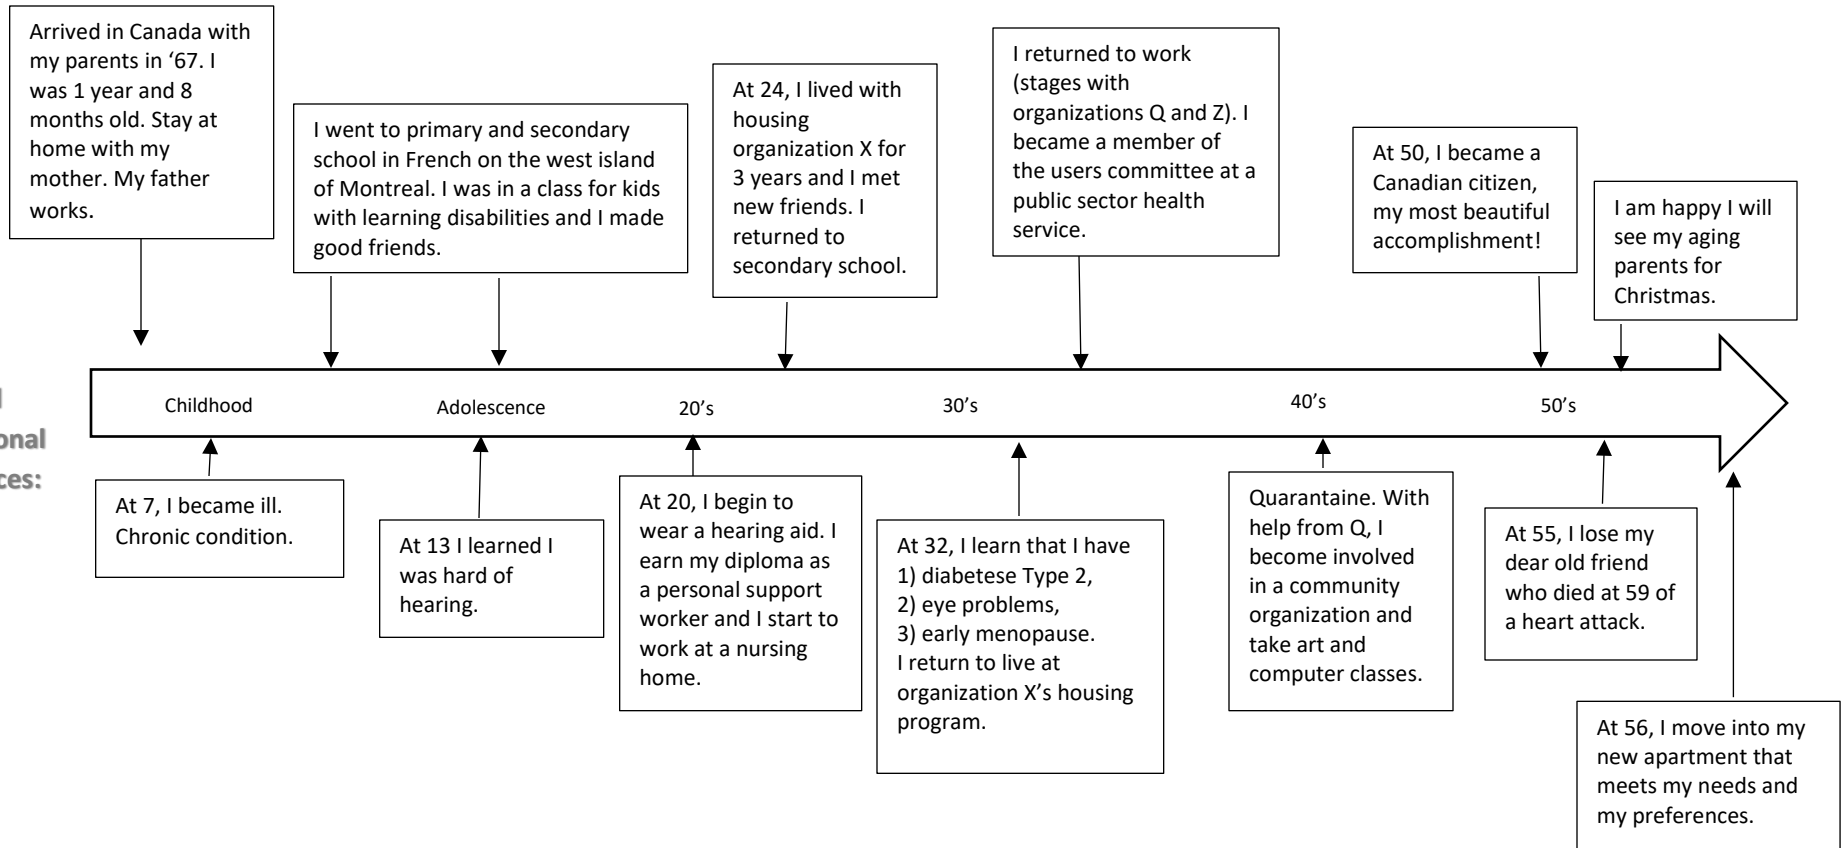 Arrived in Canada with
my parents in ‘67. I
was 1 year and 8
months old. Stay at
home with my
mother. My father
works.
I went to primary and secondary
school in French on the west island
of Montreal. I was in a class for kids
with learning disabilities and I made
good friends.
At 24, I lived with
housing
organization X for
3 years and I met
new friends. I
returned to
secondary school.
I returned to work
(stages with
organizations Q and Z). I
became a member of
the users committee at a
public sector health
service.
At 50, I became a
Canadian citizen,
my most beautiful
accomplishment!
I am happy I will
see my aging
parents for
Christmas.
Childhood
Adolescence
20’s
30’s
40’s
50’s
onal
ces:
At 7, I became ill.
Chronic condition.
At 13 I learned I
was hard of
hearing.
At 20, I begin to
wear a hearing aid. I
earn my diploma as
a personal support
worker and I start to
work at a nursing
home.
At 32, I learn that I have
1) diabetese Type 2,
2) eye problems,
3) early menopause.
I return to live at
organization X’s housing
program.
Quarantaine. With
help from Q, I
become involved
in a community
organization and
take art and
computer classes.
At 55, I lose my
dear old friend
who died at 59 of
a heart attack.
At 56, I move into my
new apartment that
meets my needs and
my preferences.